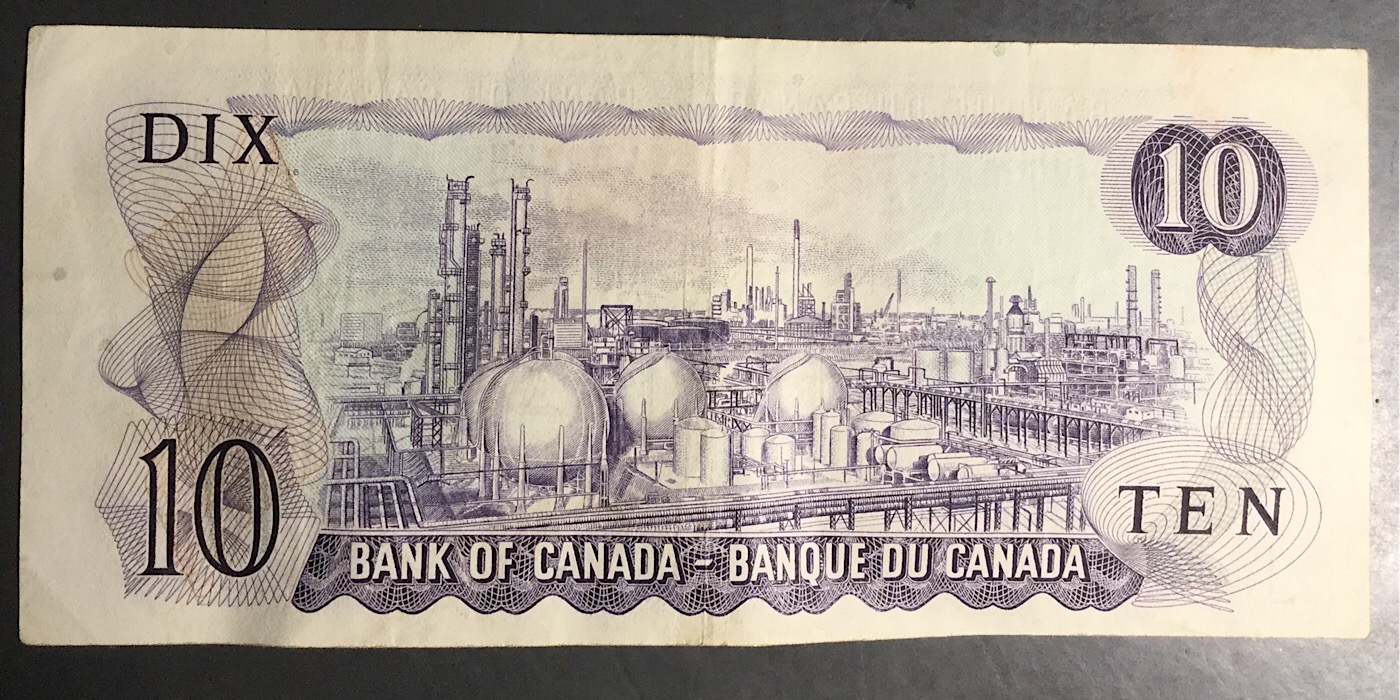 DIX
10
10
TEN
BANK OF CANADA – BANQUE DU CANADA